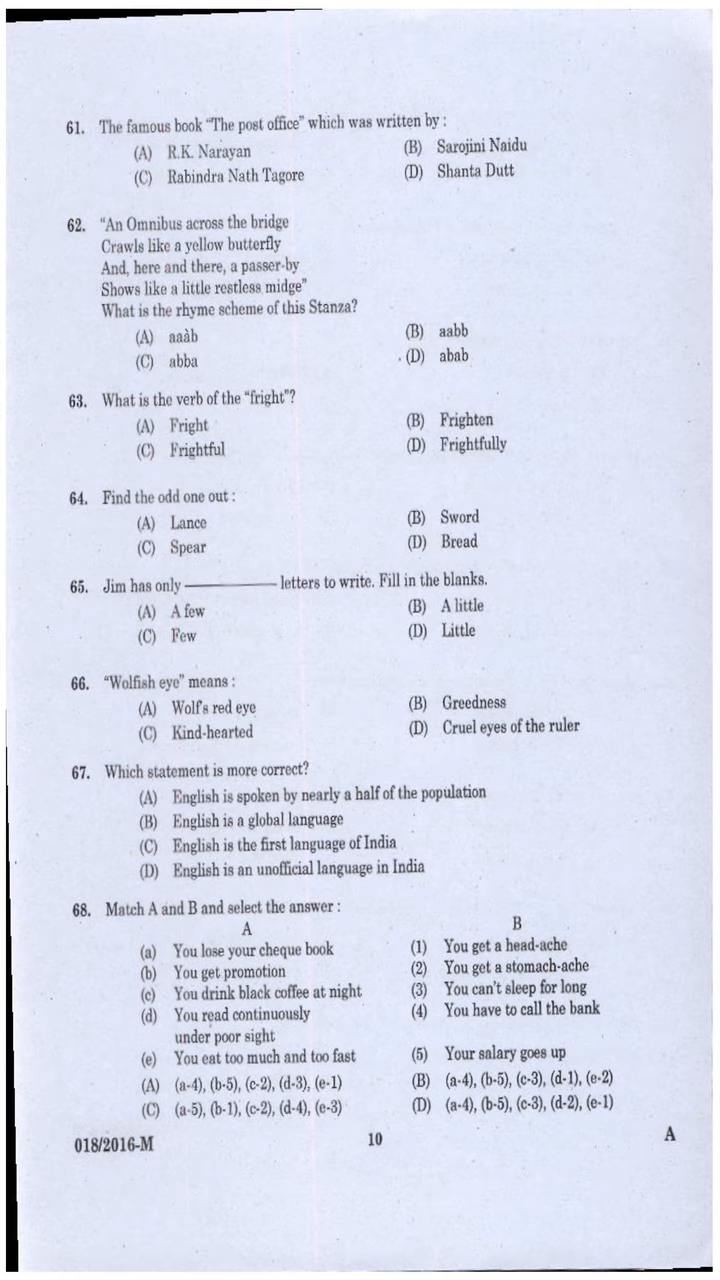 61. The famous book "The post office" which was written by :
(A) R.K. Narayan (B) Sarojini Naidu
(C) Rabindra Nath Tagore (D) Shanta Dutt
62. "An Omnibus across the bridge
Crawls like a yellow butterfly
And, here and there, a passer-by
Shows like a little restless midge"
What is the rhyme scheme of this Stanza?
(A) aaàb (B) aabb
(C) abba (D) abab
63. What is the verb of the "fright"?
(A) Fright (B) Frighten
(C) Frightful (D) Frightfully
64. Find the odd one out :
(A) Lance (B) Sword
(C) Spear (D) Bread
65. Jim has only ————— letters to write. Fill in the blanks.
(A) A few (B) A little
(C) Few (D) Little
66. "Wolfish eye" means :
(A) Wolf's red eye (B) Greedness
(C) Kind-hearted (D) Cruel eyes of the ruler
67. Which statement is more correct?
(A) English is spoken by nearly a half of the population
(B) English is a global language
(C) English is the first language of India
(D) English is an unofficial language in India
68. Match A and B and select the answer :
A B
(a) You lose your cheque book (1) You get a head-ache
(b) You get promotion (2) You get a stomach-ache
(c) You drink black coffee at night (3) You can't sleep for long
(d) You read continuously (4) You have to call the bank
under poor sight
(e) You eat too much and too fast (5) Your salary goes up
(A) (a-4), (b-5), (c-2), (d-3), (e-1) (B) (a-4), (b-5), (c-3), (d-1), (e-2)
(C) (a-5), (b-1), (c-2), (d-4), (e-3) (D) (a-4), (b-5), (c-3), (d-2), (e-1)
018/2016-M 10 A